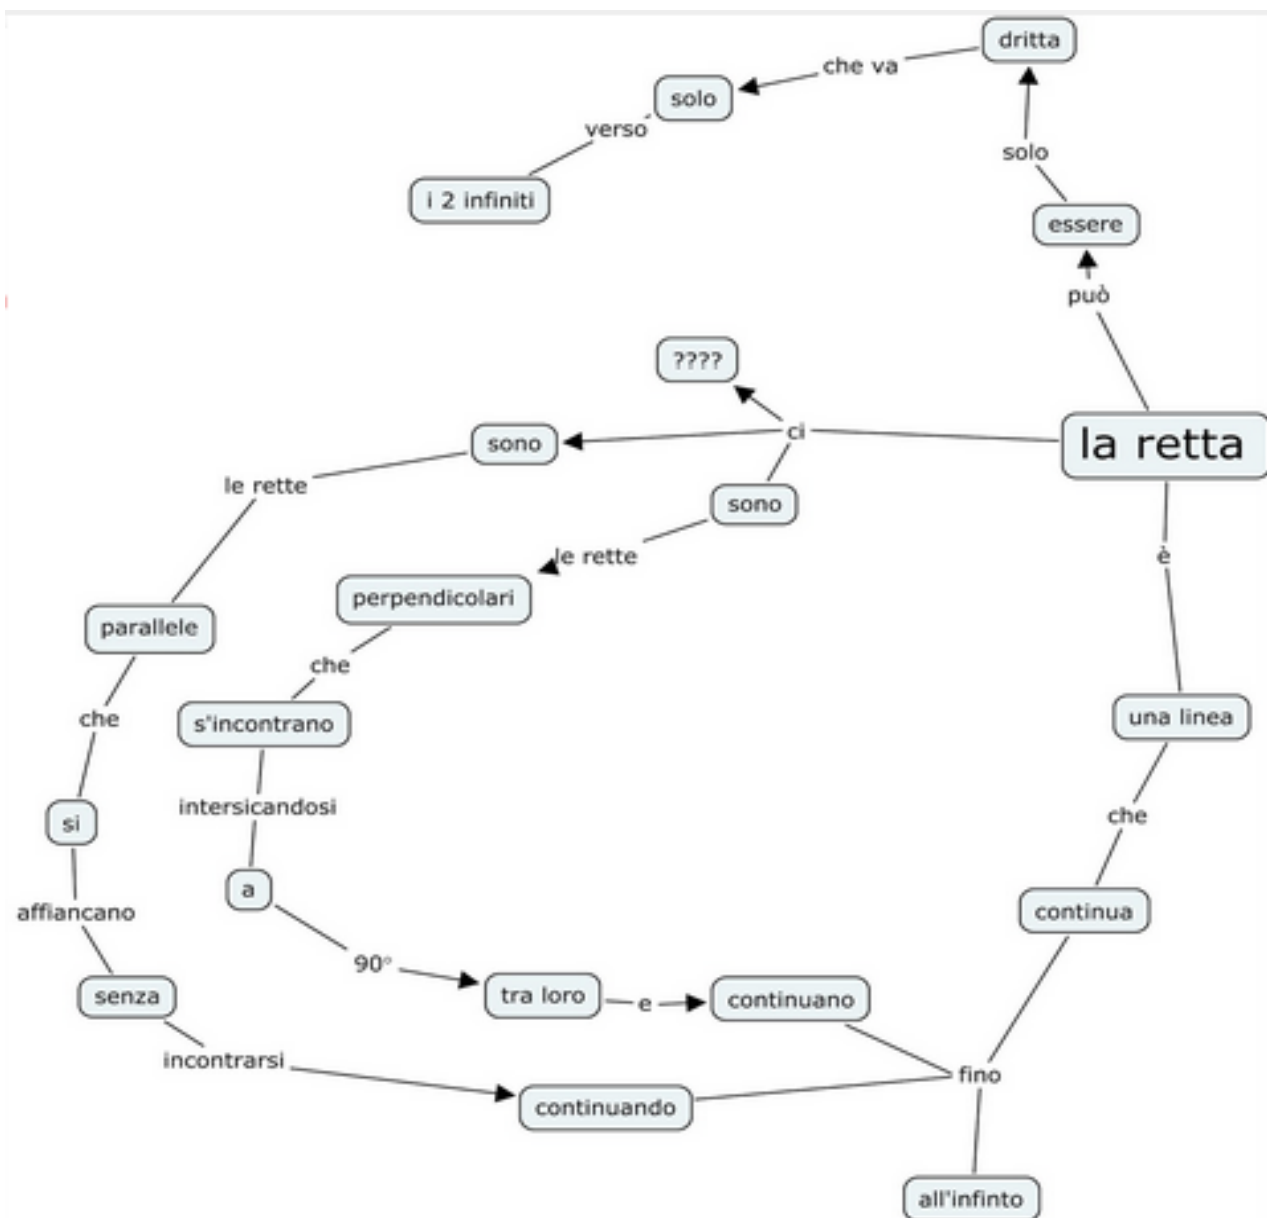 dritta
che va
solo
verso
solo
i 2 infiniti
essere
può
????
ci
sono
la retta
le rette
sono
è
le rette
perpendicolari
parallele
che
che
s'incontrano
una linea
intersicandosi
che
si
a
affiancano
continua
90°
senza
tra loro
e
continuano
incontrarsi
fino
continuando
all'infinto